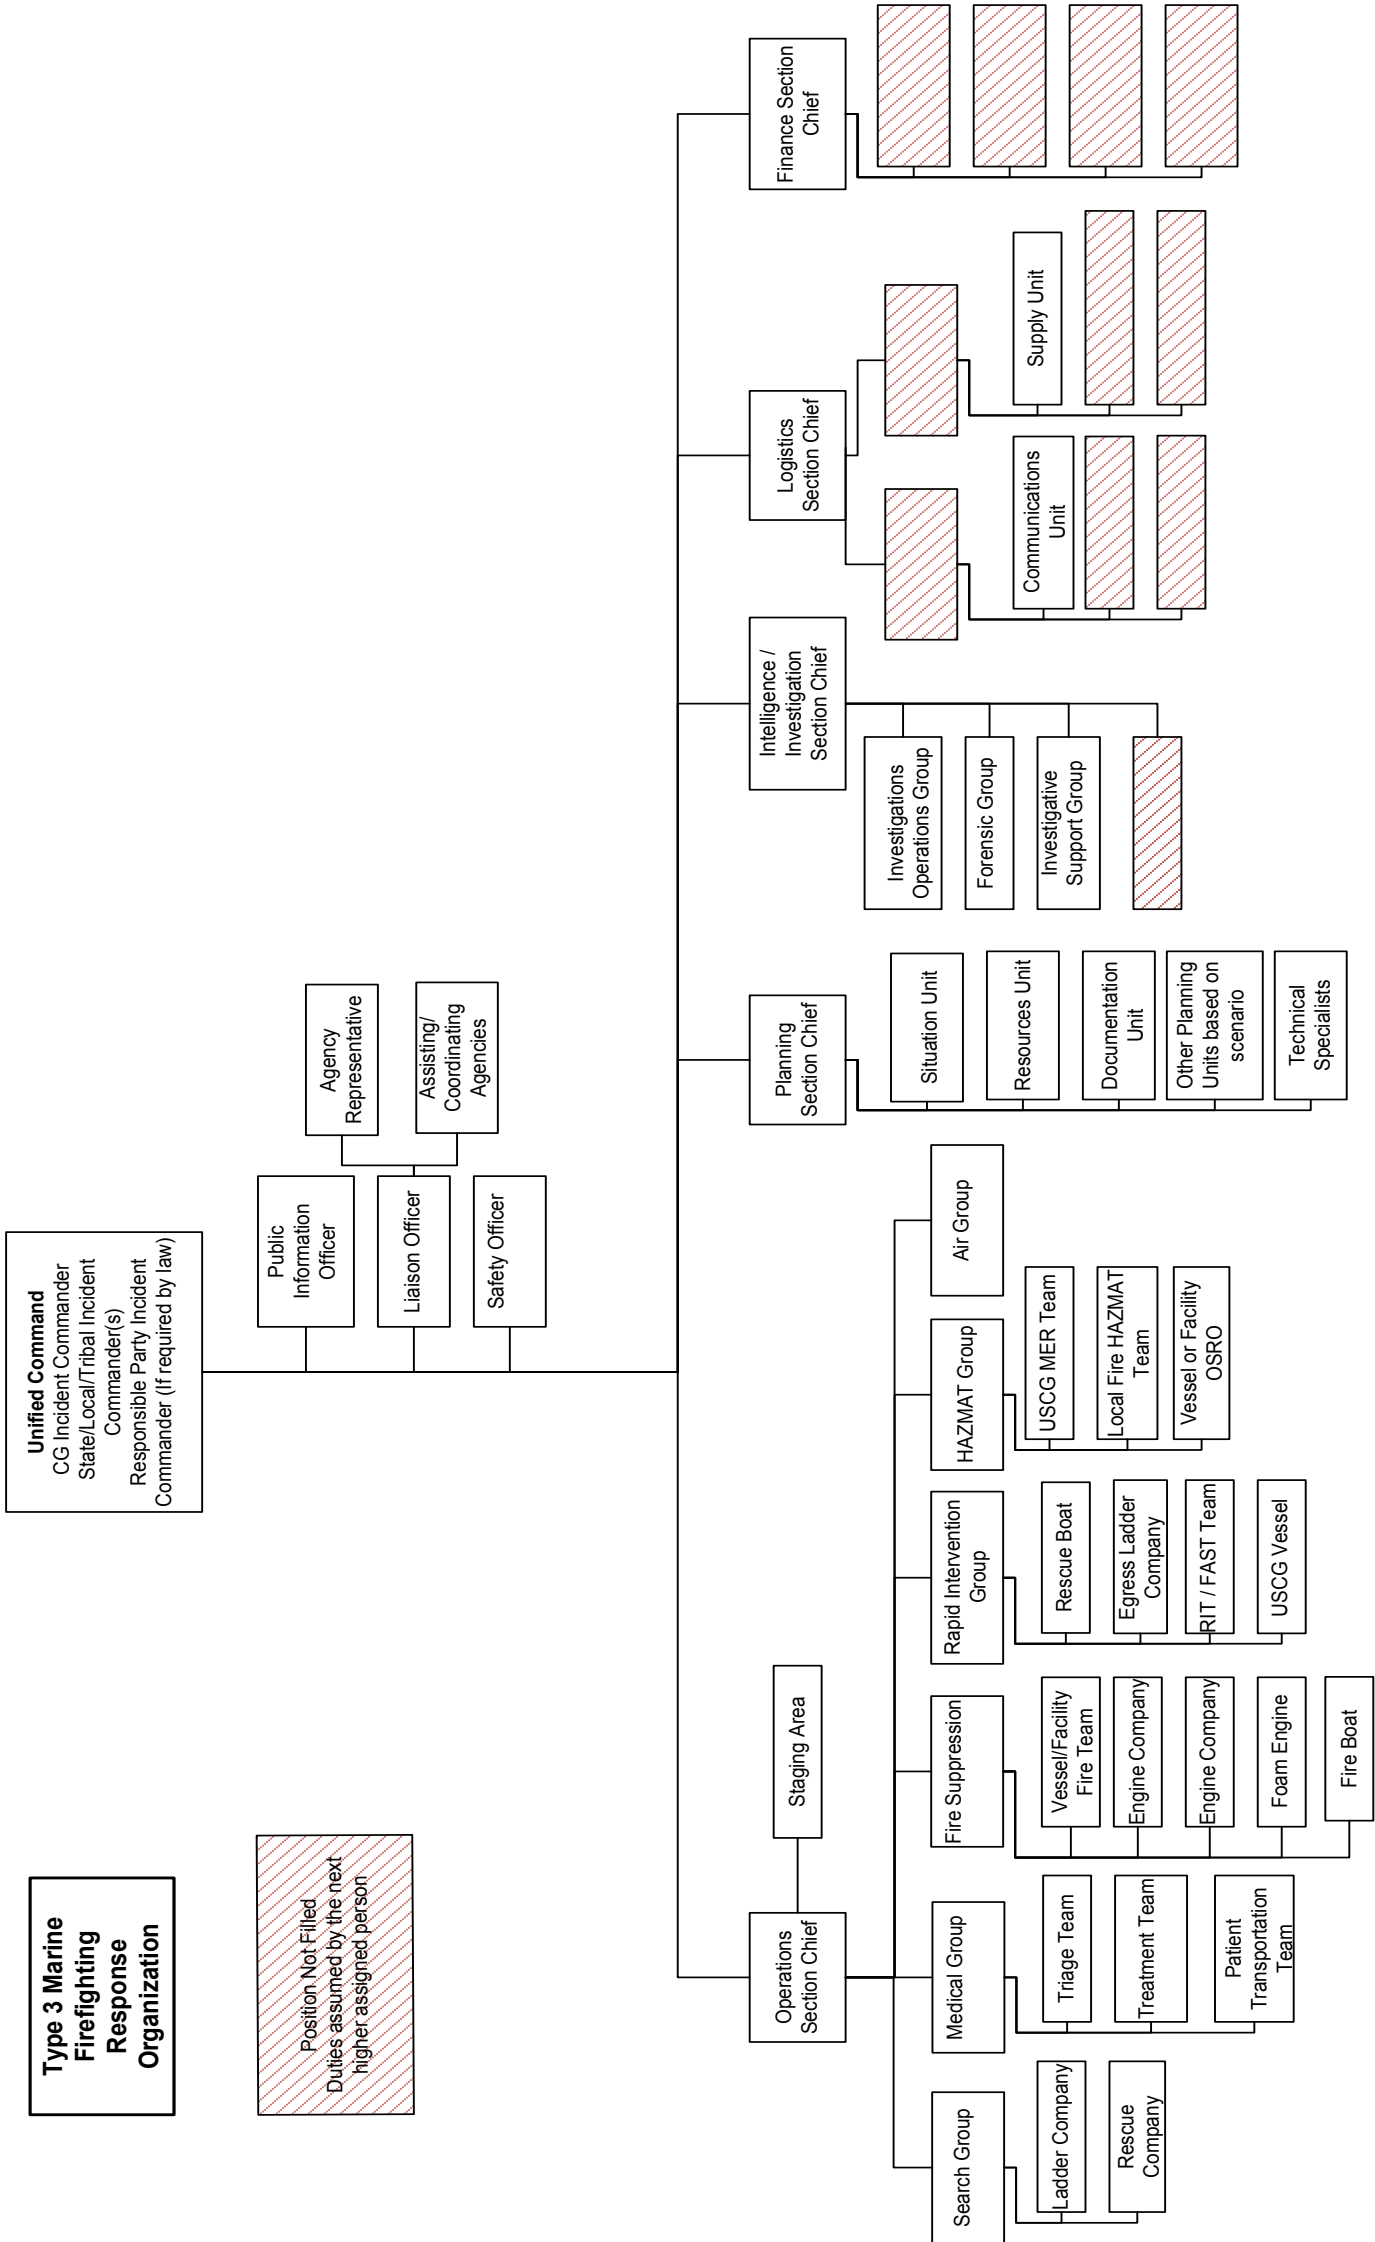 Type 3 Marine
Firefighting
Response
Organization
Position Not Filled
Duties assumed by the next
higher assigned person
Unified Command
CG Incident Commander
State/Local/Tribal Incident
Commander(s)
Responsible Party Incident
Commander (If required by law)
Public
Information
Officer
Liaison Officer
Safety Officer
Agency
Representative
Assisting/
Coordinating
Agencies
Operations
Section Chief
Staging Area
Planning
Section Chief
Intelligence /
Investigation
Section Chief
Logistics
Section Chief
Finance Section
Chief
Search Group
Ladder Company
Rescue
Company
Medical Group
Triage Team
Treatment Team
Patient
Transportation
Team
Fire Suppression
Vessel/Facility
Fire Team
Engine Company
Engine Company
Foam Engine
Fire Boat
Rapid Intervention
Group
Rescue Boat
Egress Ladder
Company
RIT / FAST Team
USCG Vessel
HAZMAT Group
USCG MER Team
Local Fire HAZMAT
Team
Vessel or Facility
OSRO
Air Group
Situation Unit
Resources Unit
Documentation
Unit
Other Planning
Units based on
scenario
Technical
Specialists
Investigations
Operations Group
Forensic Group
Investigative
Support Group
Communications
Unit
Supply Unit